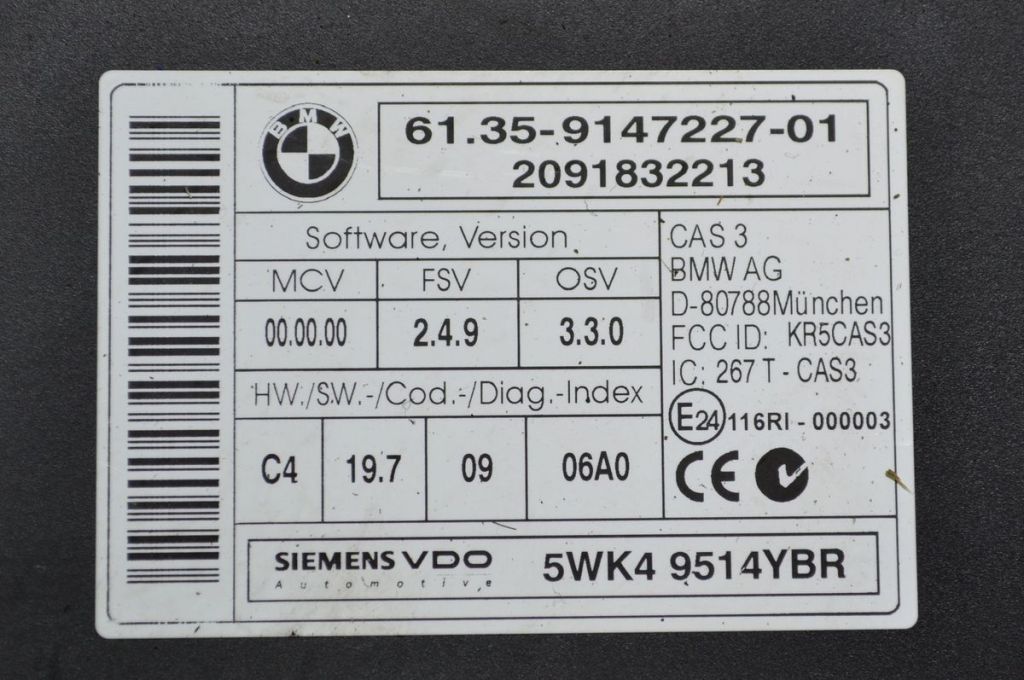 BMW
61.35-9147227-01
2091832213
Software, Version
MCV FSV OSV
00.00.00 2.4.9 3.3.0
HW./S.W.-/Cod.-/Diag.-Index
C4 19.7 09 06A0
CAS 3
BMW AG
D-80788München
FCC ID: KR5CAS3
IC: 267 T - CAS3
E24 116RI - 000003
CE
SIEMENS VDO
Automotive
5WK4 9514YBR